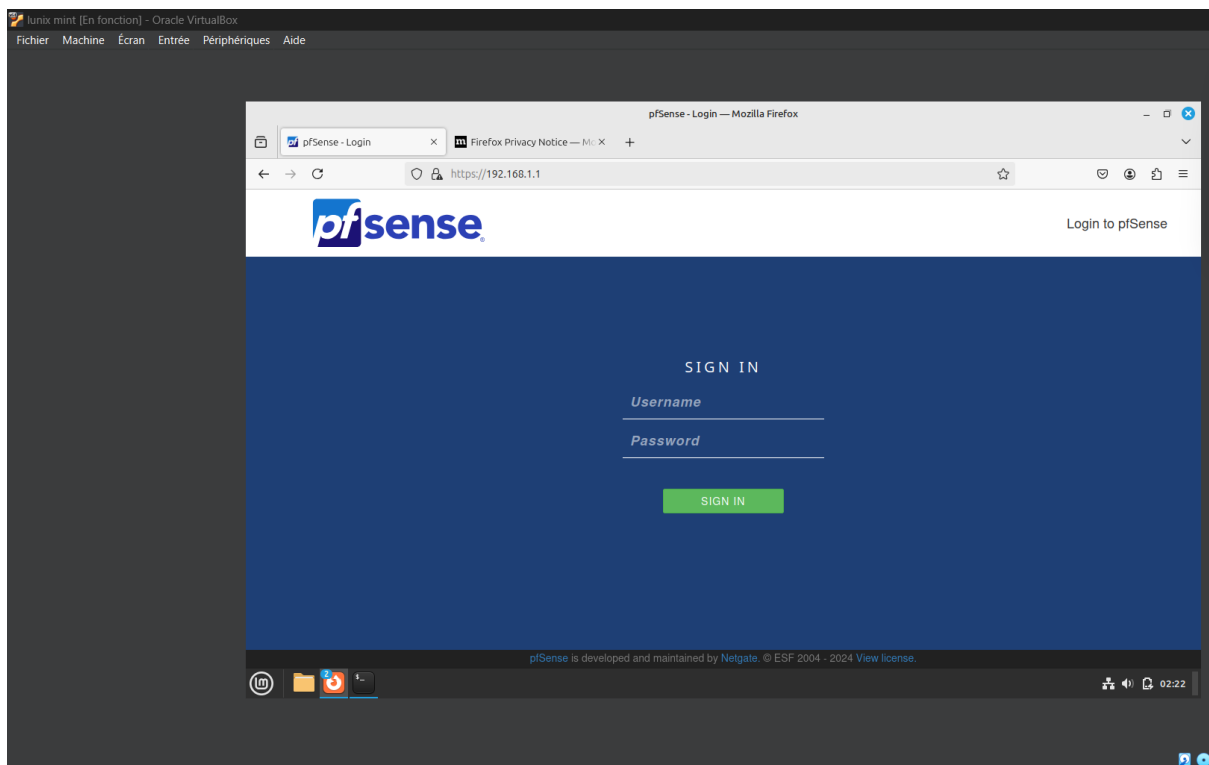 lunix mint [En fonction] - Oracle VirtualBox
Fichier Machine Écran Entrée Périphériques Aide
pfSense - Login — Mozilla Firefox
pfSense - Login
Firefox Privacy Notice — Mo
https://192.168.1.1
pfsense
Login to pfSense
SIGN IN
Username
Password
SIGN IN
pfSense is developed and maintained by Netgate. © ESF 2004 - 2024 View license.
2
02:22